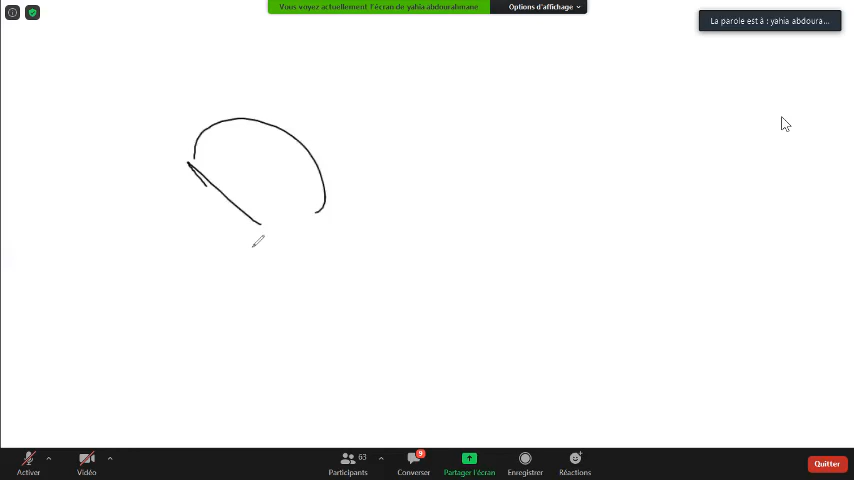 Vous voyez actuellement l'écran de yahia abdourahmane
Options d'affichage
La parole est à : yahia abdoura...
Activer
Vidéo
63
Participants
9
Converser
Partager l'écran
Enregistrer
Réactions
Quitter